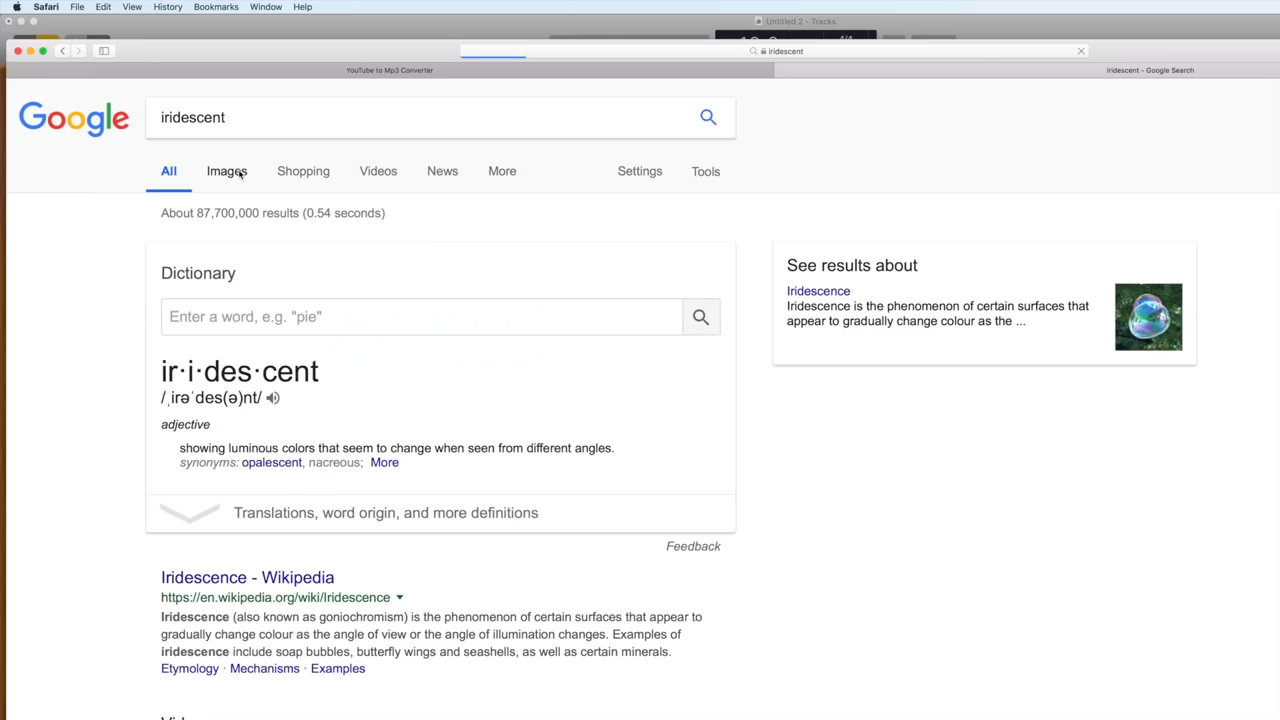 Safari File Edit View History Bookmarks Window Help
Untitled 2 - Tracks
iridescent
YouTube to Mp3 Converter
iridescent - Google Search
Google
iridescent
All Images Shopping Videos News More Settings Tools
About 87,700,000 results (0.54 seconds)
Dictionary
Enter a word, e.g. "pie"
ir·i·des·cent
/ˌirəˈdes(ə)nt/
adjective
showing luminous colors that seem to change when seen from different angles.
synonyms: opalescent, nacreous; More
Translations, word origin, and more definitions
Feedback
See results about
Iridescence
Iridescence is the phenomenon of certain surfaces that
appear to gradually change colour as the ...
Iridescence - Wikipedia
https://en.wikipedia.org/wiki/Iridescence
Iridescence (also known as goniochromism) is the phenomenon of certain surfaces that appear to
gradually change colour as the angle of view or the angle of illumination changes. Examples of
iridescence include soap bubbles, butterfly wings and seashells, as well as certain minerals.
Etymology · Mechanisms · Examples